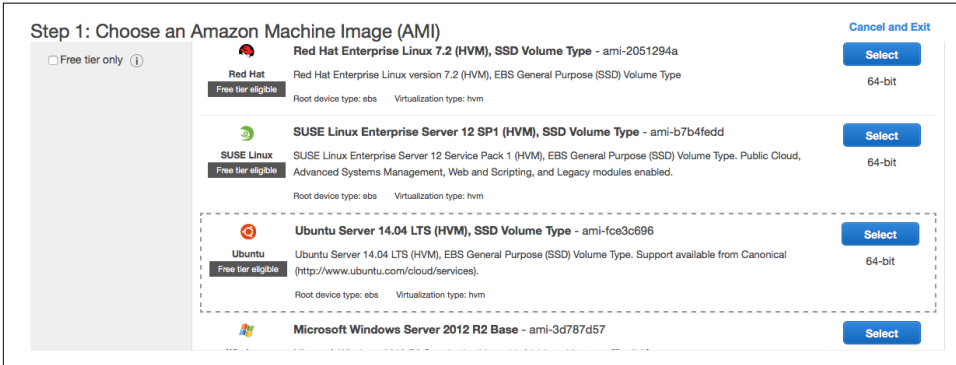 Step 1: Choose an Amazon Machine Image (AMI)
Cancel and Exit
Free tier only
Red Hat
Free tier eligible
Red Hat Enterprise Linux 7.2 (HVM), SSD Volume Type - ami-2051294a
Red Hat Enterprise Linux version 7.2 (HVM), EBS General Purpose (SSD) Volume Type
Root device type: ebs Virtualization type: hvm
Select
64-bit
SUSE Linux
Free tier eligible
SUSE Linux Enterprise Server 12 SP1 (HVM), SSD Volume Type - ami-b7b4fedd
SUSE Linux Enterprise Server 12 Service Pack 1 (HVM), EBS General Purpose (SSD) Volume Type. Public Cloud,
Advanced Systems Management, Web and Scripting, and Legacy modules enabled.
Root device type: ebs Virtualization type: hvm
Select
64-bit
Ubuntu
Free tier eligible
Ubuntu Server 14.04 LTS (HVM), SSD Volume Type - ami-fce3c696
Ubuntu Server 14.04 LTS (HVM), EBS General Purpose (SSD) Volume Type. Support available from Canonical
(http://www.ubuntu.com/cloud/services).
Root device type: ebs Virtualization type: hvm
Select
64-bit
Microsoft Windows Server 2012 R2 Base - ami-3d787d57
Select